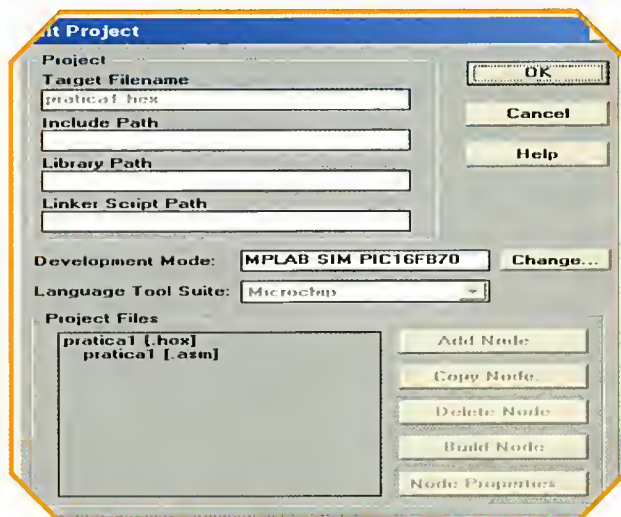 it Project
Project
Target Filename
pratica1 hex
Include Path
Library Path
Linker Script Path
OK
Cancel
Help
Development Mode: MPLAB SIM PIC16F870 Change...
Language Tool Suite: Microchip
Project Files
pratica1 [.hex]
pratica1 [.asm]
Add Node
Copy Node..
Delete Node
Build Node
Node Properties